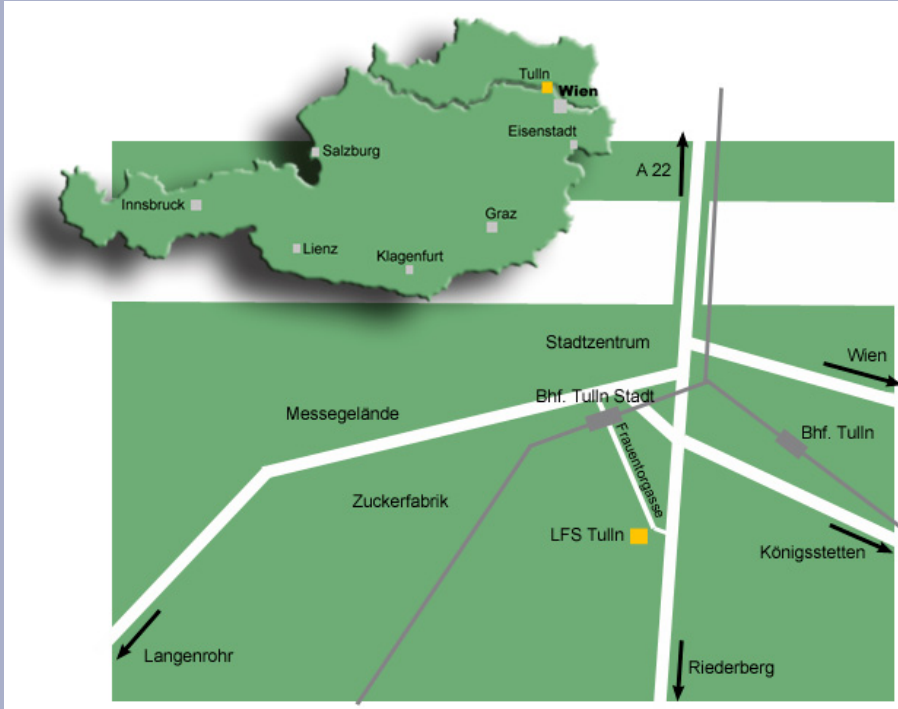 Tulln
Wien
Eisenstadt
Salzburg
A 22
Innsbruck
Graz
Lienz
Klagenfurt
Stadtzentrum
Wien
Bhf. Tulln Stadt
Messegelände
Bhf. Tulln
Frauentorgasse
Zuckerfabrik
LFS Tulln
Königsstetten
Langenrohr
Riederberg